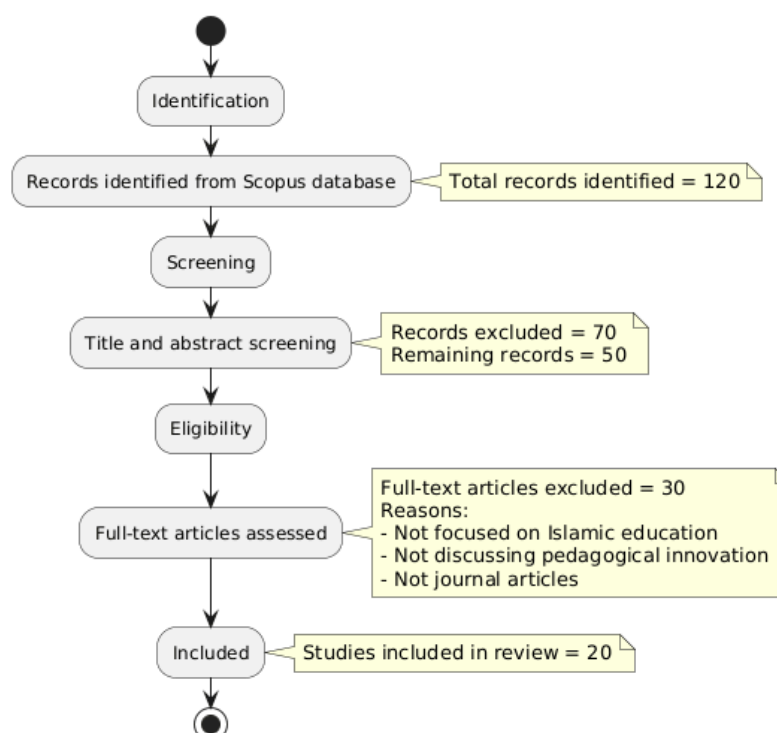 Identification
Records identified from Scopus database
Total records identified = 120
Screening
Title and abstract screening
Records excluded = 70
Remaining records = 50
Eligibility
Full-text articles assessed
Full-text articles excluded = 30
Reasons:
- Not focused on Islamic education
- Not discussing pedagogical innovation
- Not journal articles
Included
Studies included in review = 20